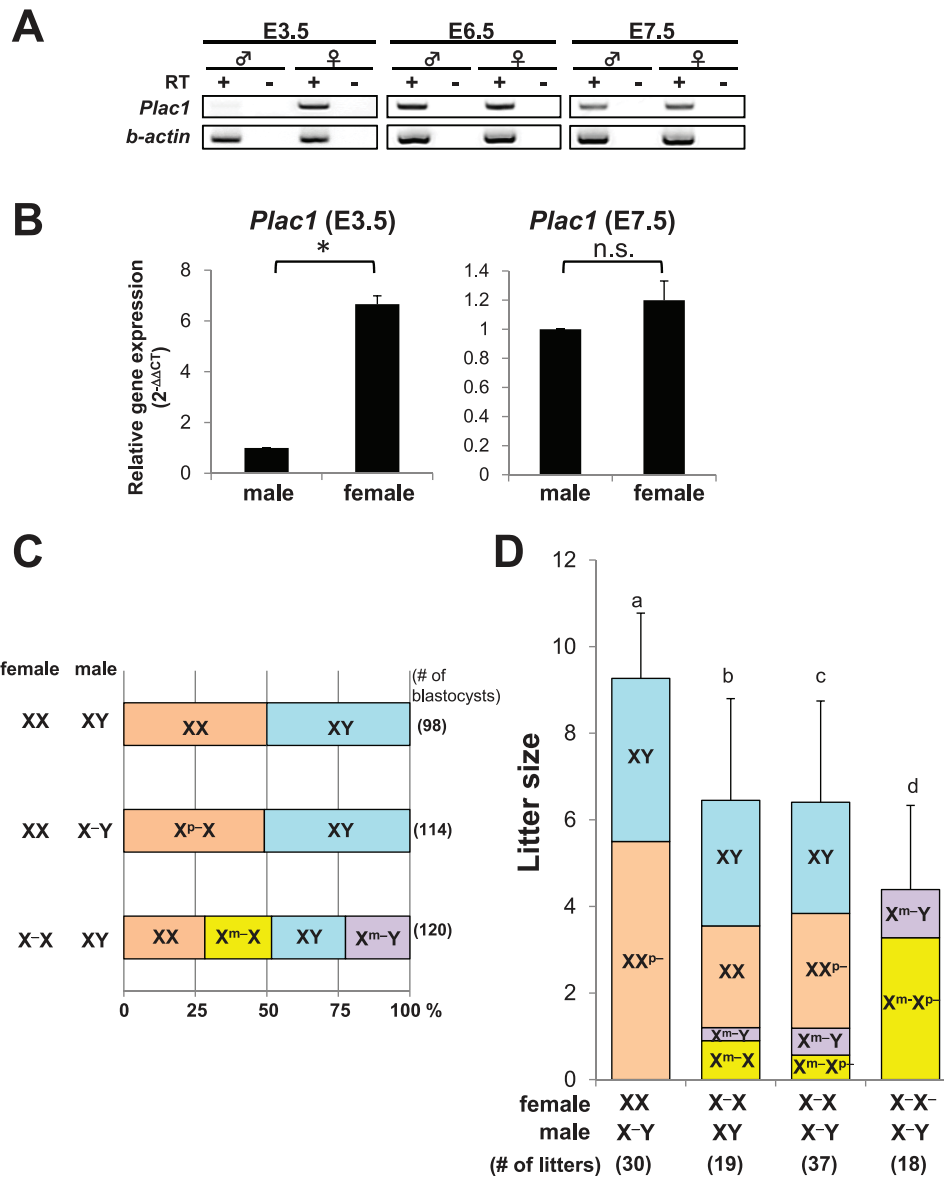 A
E3.5 E6.5 E7.5
♂ ♀ ♂ ♀ ♂ ♀
RT + - + - + - + - + - + -
Plac1
b-actin
B
Plac1 (E3.5)
*
Relative gene expression
(2-ΔΔCT)
8
6
4
2
0
male female
Plac1 (E7.5)
n.s.
1.4
1.2
1
0.8
0.6
0.4
0.2
0
male female
C
female male
(# of
blastocysts)
XX XY XX XY (98)
XX X–Y Xp–X XY (114)
X–X XY XX Xm–X XY Xm–Y (120)
0 25 50 75 100 %
D
Litter size
12
10
8
6
4
2
0
a
XY
XXp–
b
XY
XX
Xm–Y
Xm–X
c
XY
XXp–
Xm–Y
Xm–Xp–
d
Xm–Y
Xm-Xp–
female XX X–X X–X X–X–
male X–Y XY X–Y X–Y
(# of litters) (30) (19) (37) (18)